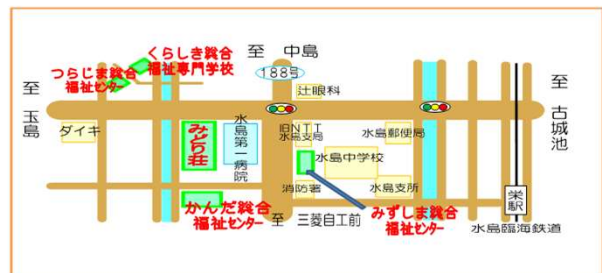 至 中島
くらしき総合
福祉専門学校
188号
つらじま総合
福祉センター
辻眼科
至 玉島
至 古城池
ダイキ
みどり荘
水島第一病院
旧NTT
水島支局
水島郵便局
水島中学校
消防署
水島支所
かんだ総合
福祉センター
みずしま総合
福祉センター
至 三菱自工前
栄駅
水島臨海鉄道